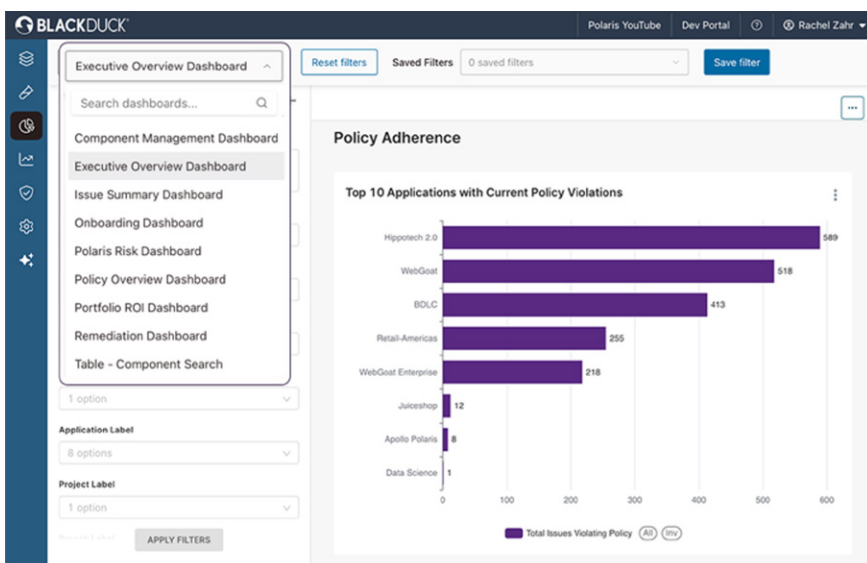 BLACKDUCK®
Polaris YouTube
Dev Portal
Rachel Zahr
Executive Overview Dashboard
Reset filters
Saved Filters
0 saved filters
Save filter
Search dashboards...
Component Management Dashboard
Executive Overview Dashboard
Issue Summary Dashboard
Onboarding Dashboard
Polaris Risk Dashboard
Policy Overview Dashboard
Portfolio ROI Dashboard
Remediation Dashboard
Table - Component Search
1 option
Application Label
8 options
Project Label
1 option
APPLY FILTERS
Policy Adherence
Top 10 Applications with Current Policy Violations
Hippotech 2.0 589
WebGoat 518
BDLC 413
Retail-Americas 255
WebGoat Enterprise 218
Juiceshop 12
Apollo Polaris 8
Data Science 1
0 100 200 300 400 500 600
Total Issues Violating Policy All Inv